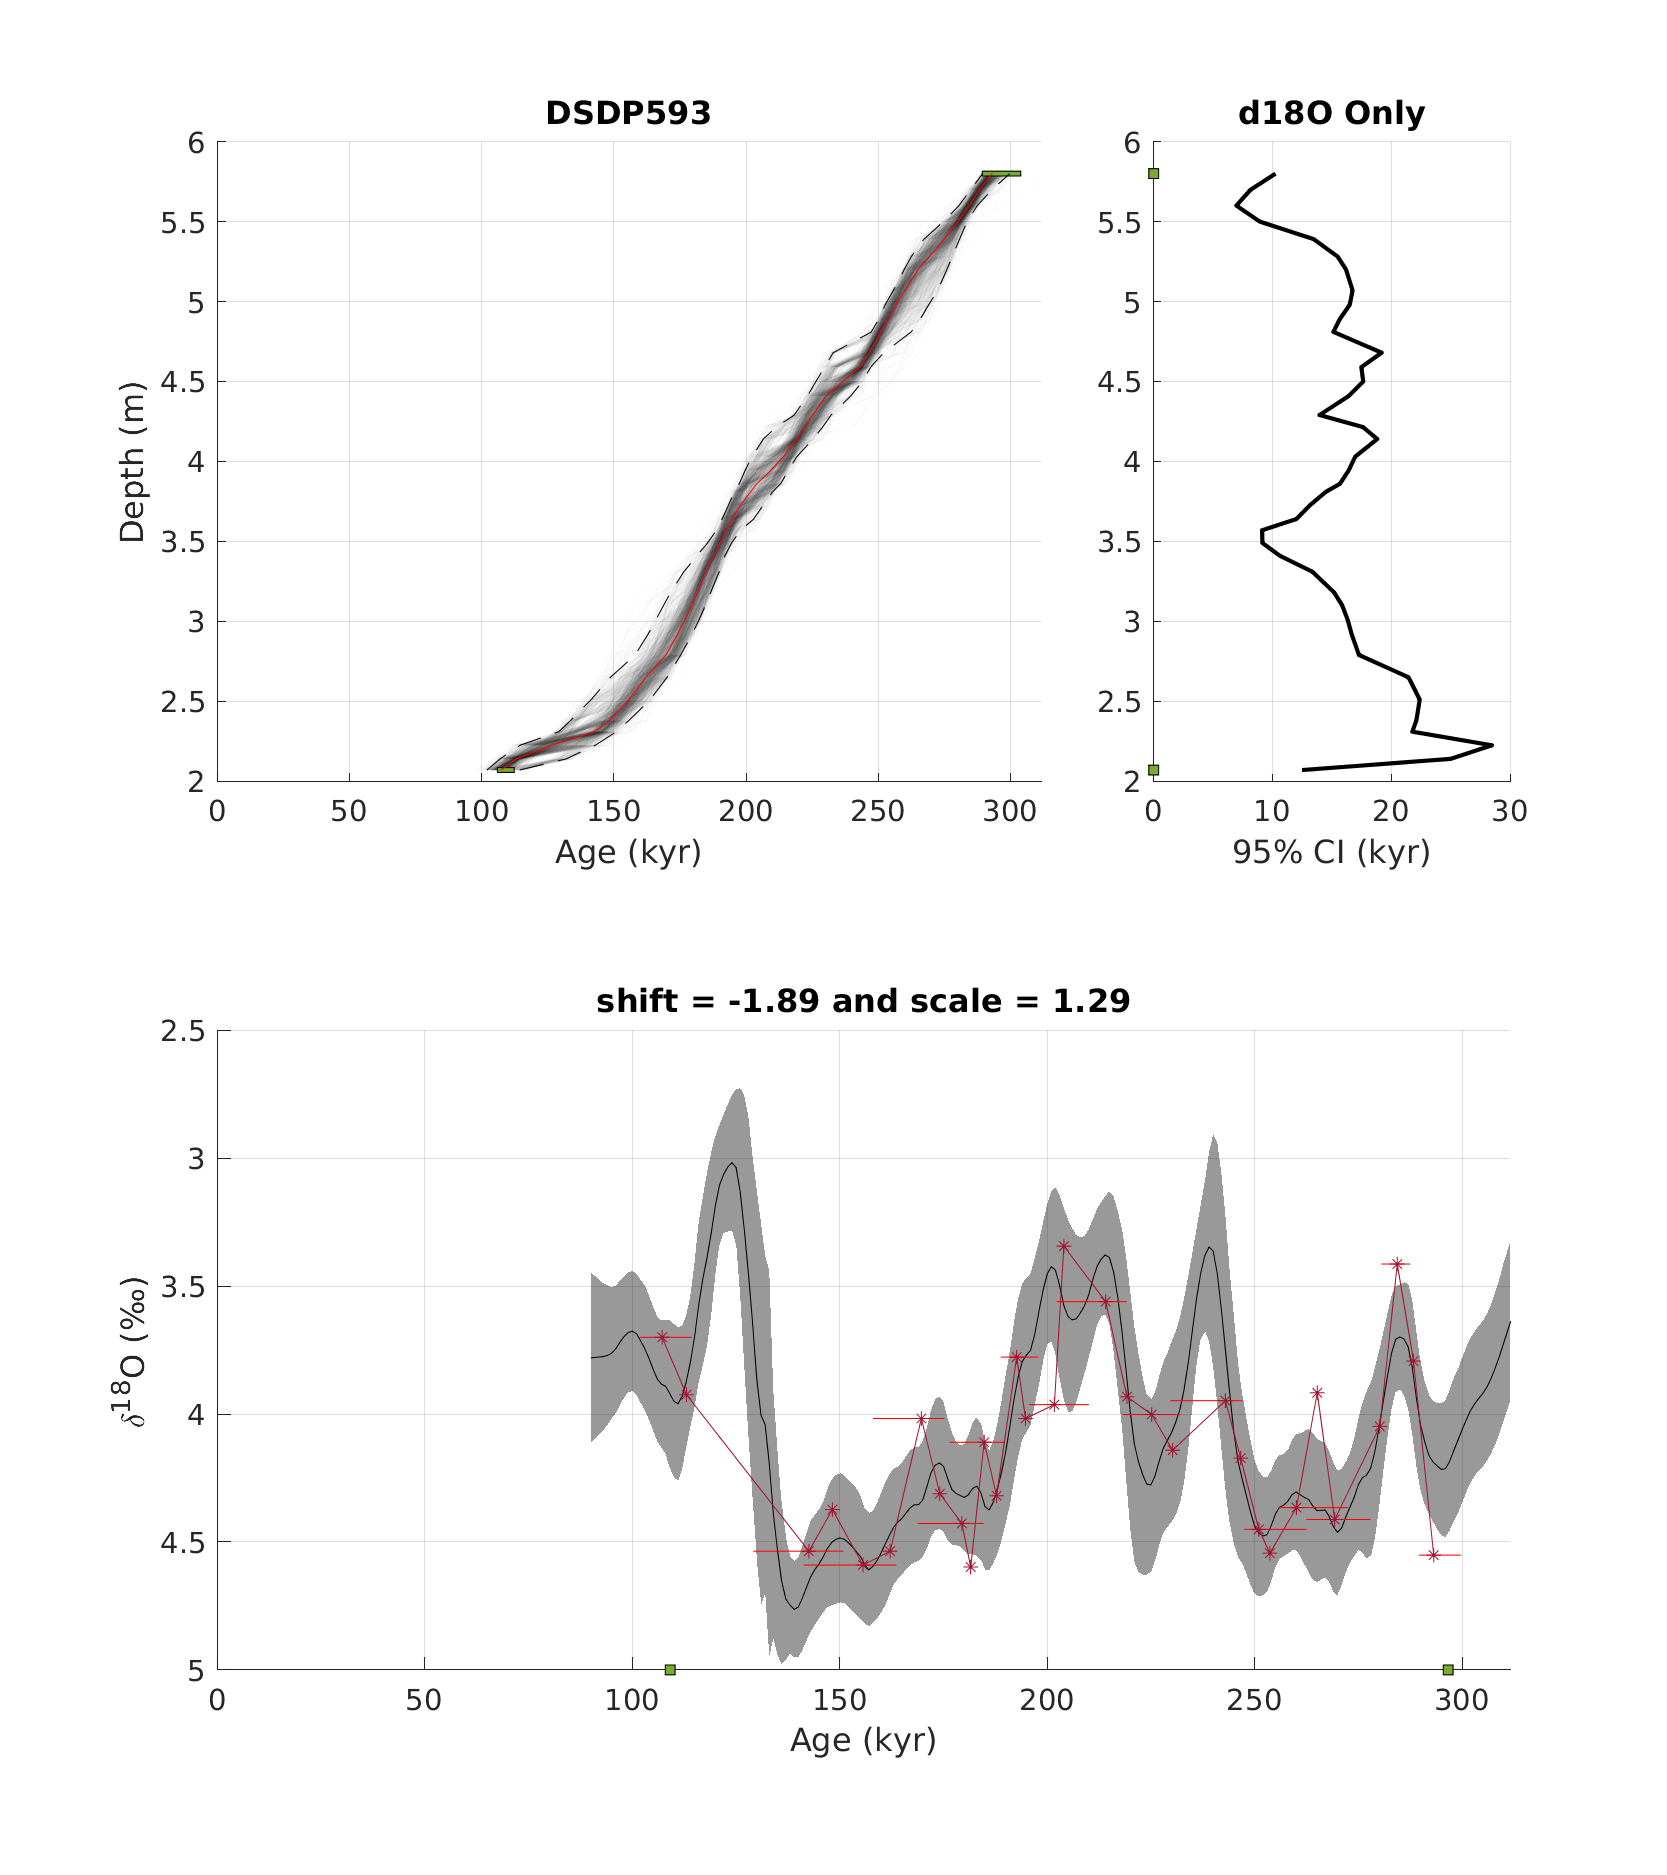 DSDP593
d18O Only
6
5.5
5
4.5
4
3.5
3
2.5
2
Depth (m)
0 50 100 150 200 250 300
Age (kyr)
6
5.5
5
4.5
4
3.5
3
2.5
2
0 10 20 30
95% CI (kyr)
shift = -1.89 and scale = 1.29
2.5
3
3.5
4
4.5
5
δ¹⁸O (‰)
0 50 100 150 200 250 300
Age (kyr)